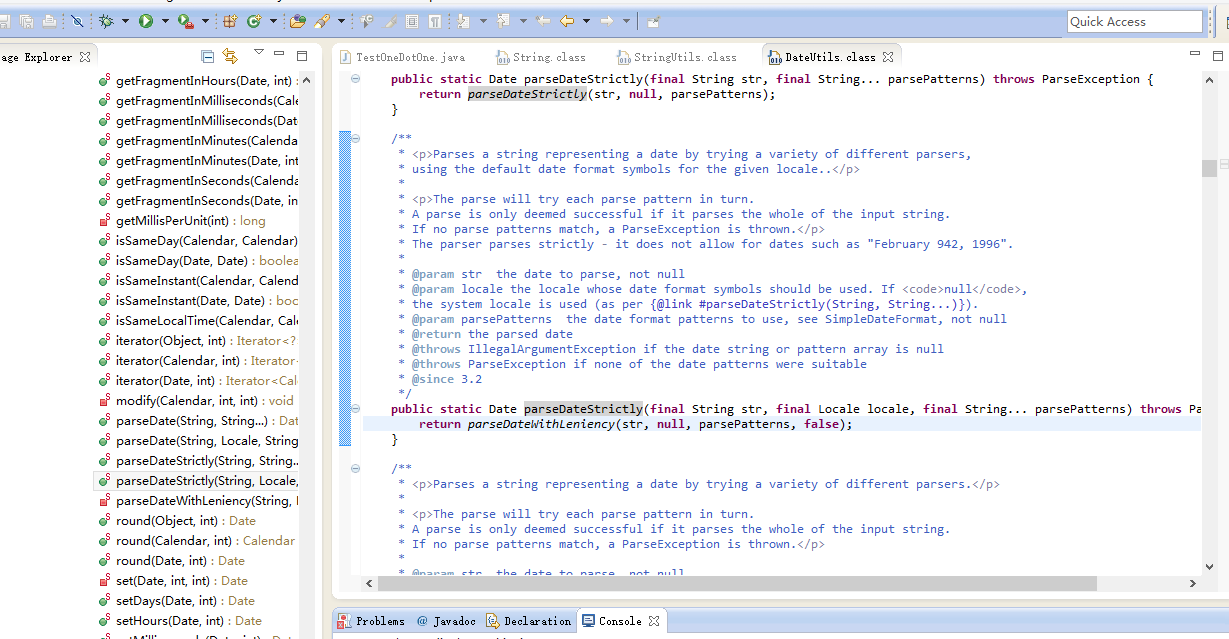 Quick Access
age Explorer
TestOneDotOne.java
String.class
StringUtils.class
DateUtils.class
getFragmentInHours(Date, int) :
getFragmentInMilliseconds(Cale
getFragmentInMilliseconds(Dat
getFragmentInMinutes(Calenda
getFragmentInMinutes(Date, int
getFragmentInSeconds(Calenda
getFragmentInSeconds(Date, in
getMillisPerUnit(int) : long
isSameDay(Calendar, Calendar)
isSameDay(Date, Date) : boolea
isSameInstant(Calendar, Calend
isSameInstant(Date, Date) : boo
isSameLocalTime(Calendar, Cal
iterator(Object, int) : Iterator<?
iterator(Calendar, int) : Iterator
iterator(Date, int) : Iterator<Cal
modify(Calendar, int, int) : void
parseDate(String, String...) : Dat
parseDate(String, Locale, String
parseDateStrictly(String, String..
parseDateStrictly(String, Locale,
parseDateWithLeniency(String, 
round(Object, int) : Date
round(Calendar, int) : Calendar
round(Date, int) : Date
set(Date, int, int) : Date
setDays(Date, int) : Date
setHours(Date, int) : Date
public static Date parseDateStrictly(final String str, final String... parsePatterns) throws ParseException {
return parseDateStrictly(str, null, parsePatterns);
}
/**
* <p>Parses a string representing a date by trying a variety of different parsers,
* using the default date format symbols for the given locale..</p>
*
* <p>The parse will try each parse pattern in turn.
* A parse is only deemed successful if it parses the whole of the input string.
* If no parse patterns match, a ParseException is thrown.</p>
* The parser parses strictly - it does not allow for dates such as "February 942, 1996".
*
* @param str  the date to parse, not null
* @param locale the locale whose date format symbols should be used. If <code>null</code>,
* the system locale is used (as per {@link #parseDateStrictly(String, String...)}).
* @param parsePatterns  the date format patterns to use, see SimpleDateFormat, not null
* @return the parsed date
* @throws IllegalArgumentException if the date string or pattern array is null
* @throws ParseException if none of the date patterns were suitable
* @since 3.2
*/
public static Date parseDateStrictly(final String str, final Locale locale, final String... parsePatterns) throws Pa
return parseDateWithLeniency(str, null, parsePatterns, false);
}
/**
* <p>Parses a string representing a date by trying a variety of different parsers.</p>
*
* <p>The parse will try each parse pattern in turn.
* A parse is only deemed successful if it parses the whole of the input string.
* If no parse patterns match, a ParseException is thrown.</p>
*
* @param str  the date to parse, not null
Problems
@ Javadoc
Declaration
Console